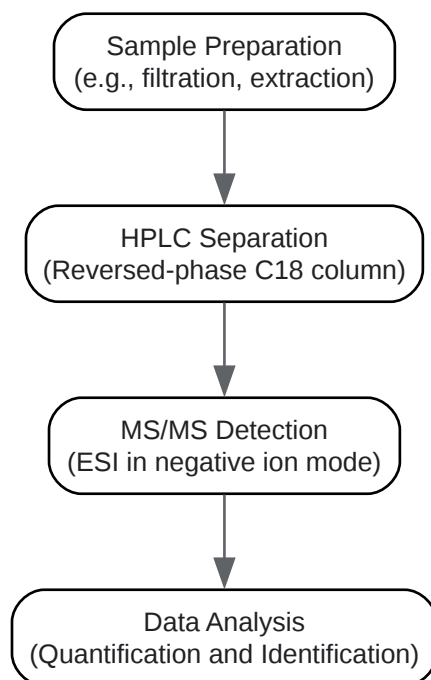 Sample Preparation
(e.g., filtration, extraction)
HPLC Separation
(Reversed-phase C18 column)
MS/MS Detection
(ESI in negative ion mode)
Data Analysis
(Quantification and Identification)